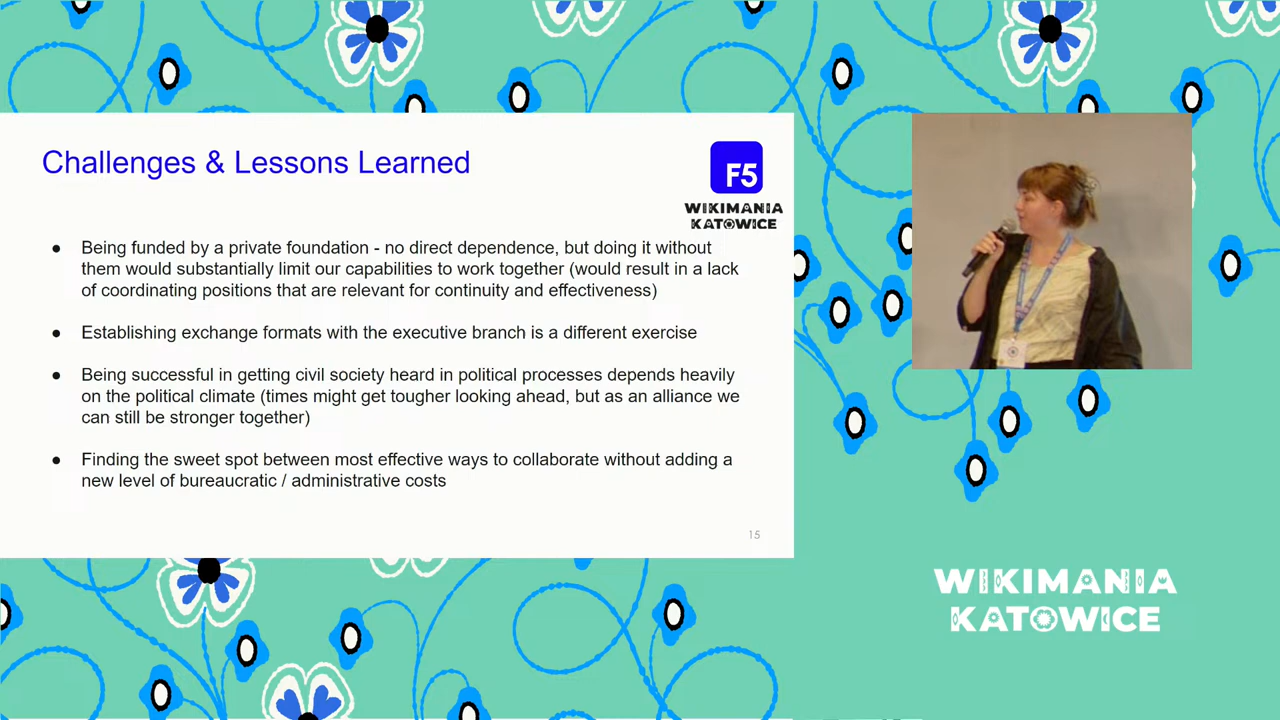 Challenges & Lessons Learned
F5
WIKIMANIA
KATOWICE
● Being funded by a private foundation - no direct dependence, but doing it without
them would substantially limit our capabilities to work together (would result in a lack
of coordinating positions that are relevant for continuity and effectiveness)
● Establishing exchange formats with the executive branch is a different exercise
● Being successful in getting civil society heard in political processes depends heavily
on the political climate (times might get tougher looking ahead, but as an alliance we
can still be stronger together)
● Finding the sweet spot between most effective ways to collaborate without adding a
new level of bureaucratic / administrative costs
15
WIKIMANIA
KATOWICE